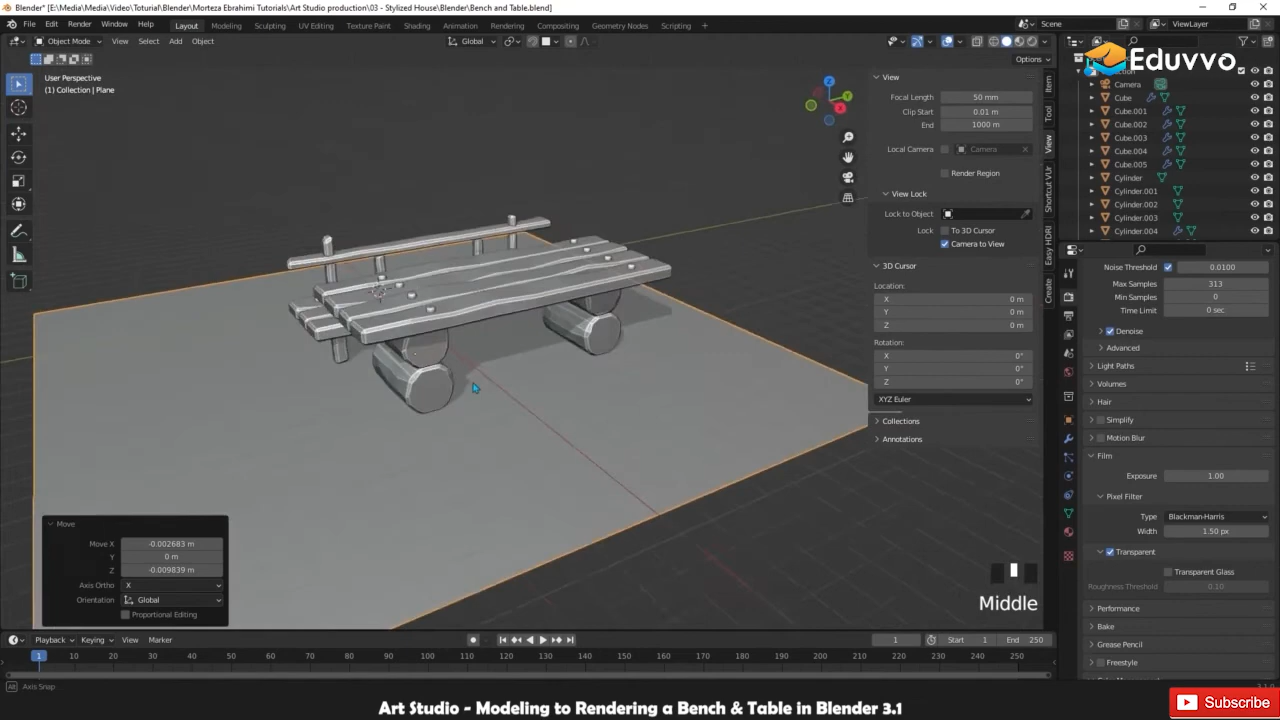 Blender* [E:\Media\Media\Video\Toturial\Blender\Morteza Ebrahimi Tutorials\Art Studio production\03 - Stylized House\Blender\Bench and Table.blend]
File Edit Render Window Help Layout Modeling Sculpting UV Editing Texture Paint Shading Animation Rendering Compositing Geometry Nodes Scripting Scene ViewLayer
Object Mode View Select Add Object Global
Options
Eduvvo
User Perspective
(1) Collection | Plane
View
Focal Length 50 mm
Clip Start 0.01 m
End 1000 m
Local Camera Camera
Render Region
View Lock
Lock to Object
Lock To 3D Cursor
Camera to View
3D Cursor
Location:
X 0 m
Y 0 m
Z 0 m
Rotation:
X 0°
Y 0°
Z 0°
XYZ Euler
Collections
Annotations
Item
Tool
View
Shortcut VUr
Easy HDRI
Create
Camera
Cube
Cube.001
Cube.002
Cube.003
Cube.004
Cube.005
Cylinder
Cylinder.001
Cylinder.002
Cylinder.003
Cylinder.004
Noise Threshold 0.0100
Max Samples 313
Min Samples 0
Time Limit 0 sec
Denoise
Advanced
Light Paths
Volumes
Hair
Simplify
Motion Blur
Film
Exposure 1.00
Pixel Filter
Type Blackman-Harris
Width 1.50 px
Transparent
Transparent Glass
Roughness Threshold 0.10
Performance
Bake
Grease Pencil
Freestyle
Move
Move X -0.002683 m
Y 0 m
Z -0.009839 m
Axis Ortho X
Orientation Global
Proportional Editing
Middle
Playback Keying View Marker 1 Start 1 End 250
1 10 20 30 40 50 60 70 80 90 100 110 120 130 140 150 160 170 180 190 200 210 220 230 240 250
Axis Snap
Art Studio - Modeling to Rendering a Bench & Table in Blender 3.1
Subscribe